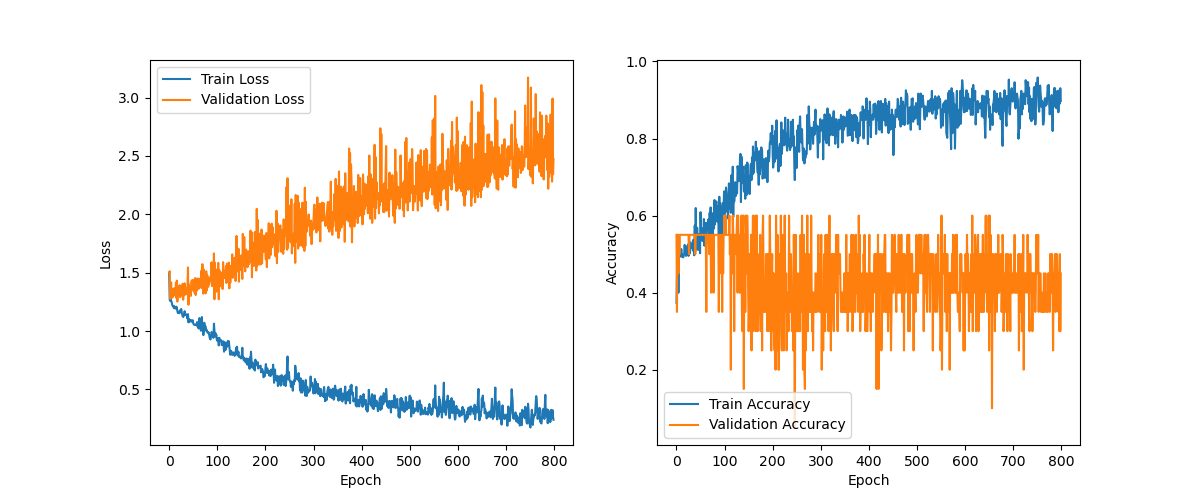 Train Loss
Validation Loss
3.0
2.5
2.0
1.5
1.0
0.5
Loss
0 100 200 300 400 500 600 700 800
Epoch
1.0
0.8
0.6
0.4
0.2
Accuracy
Train Accuracy
Validation Accuracy
0 100 200 300 400 500 600 700 800
Epoch